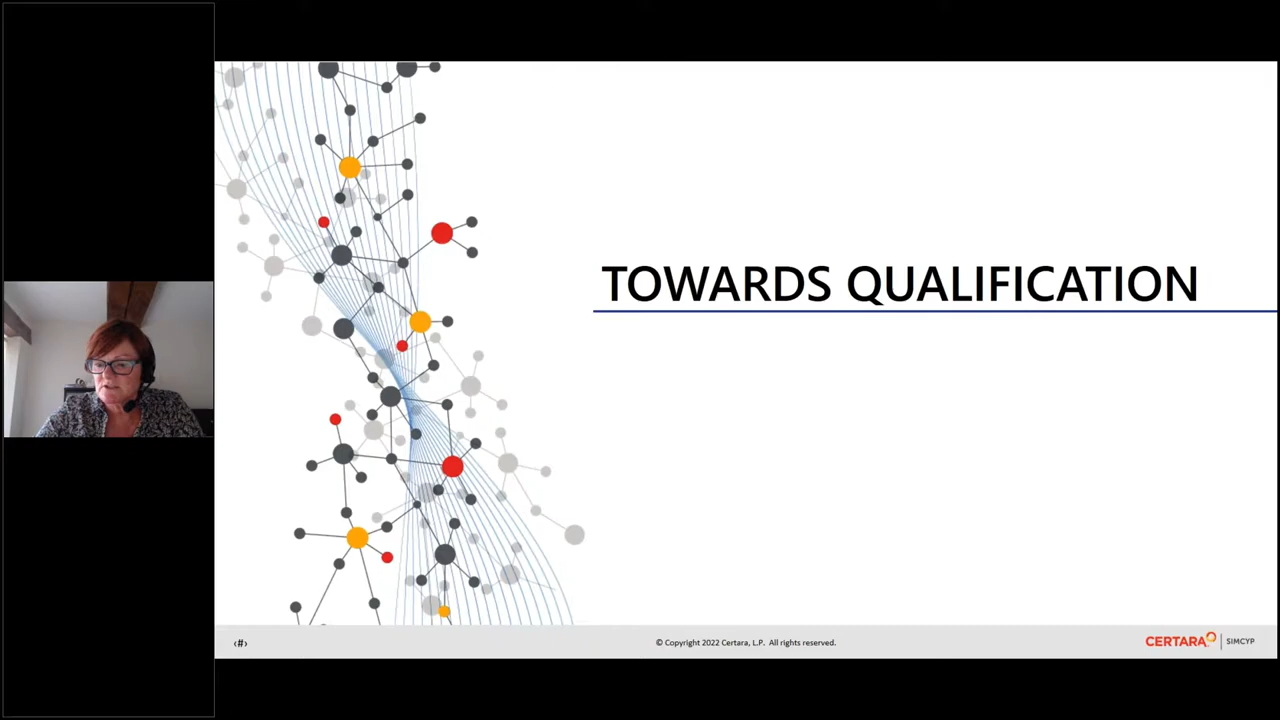 TOWARDS QUALIFICATION
‹#›
© Copyright 2022 Certara, L.P.  All rights reserved.
CERTARA | SIMCYP